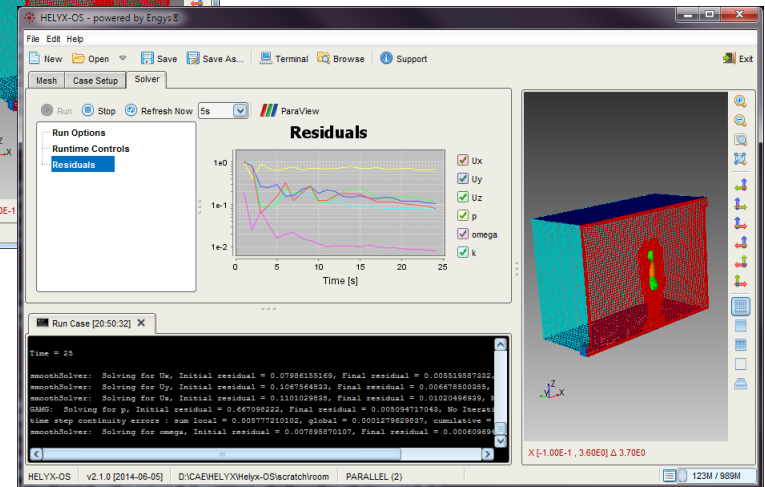 HELYX-OS - powered by Engys®
File Edit Help
New Open Save Save As... Terminal Browse Support Exit
Mesh Case Setup Solver
Run Stop Refresh Now 5s ParaView
Run Options
Runtime Controls
Residuals
Residuals
1e0
1e-1
1e-2
0 5 10 15 20 25
Time [s]
Ux
Uy
Uz
p
omega
k
Z
X
0E-1
Run Case [20:50:32] X
Time = 25
smoothSolver: Solving for Ux, Initial residual = 0.07986155169, Final residual = 0.005519587332,
smoothSolver: Solving for Uy, Initial residual = 0.1067564833, Final residual = 0.006678500385,
smoothSolver: Solving for Uz, Initial residual = 0.1101029838, Final residual = 0.01020496939,
GAMG: Solving for p, Initial residual = 0.667098222, Final residual = 0.005094717043, No Iterati
time step continuity errors : sum local = 0.005777210102, global = 0.0001279629837, cumulative =
smoothSolver: Solving for omega, Initial residual = 0.007895870107, Final residual = 0.000609696
Z
Y X
X [-1.00E-1 , 3.60E0] Δ 3.70E0
HELYX-OS v2.1.0 [2014-06-05] D:\CAE\HELYX\Helyx-OS\scratch\room PARALLEL (2) 123M / 989M